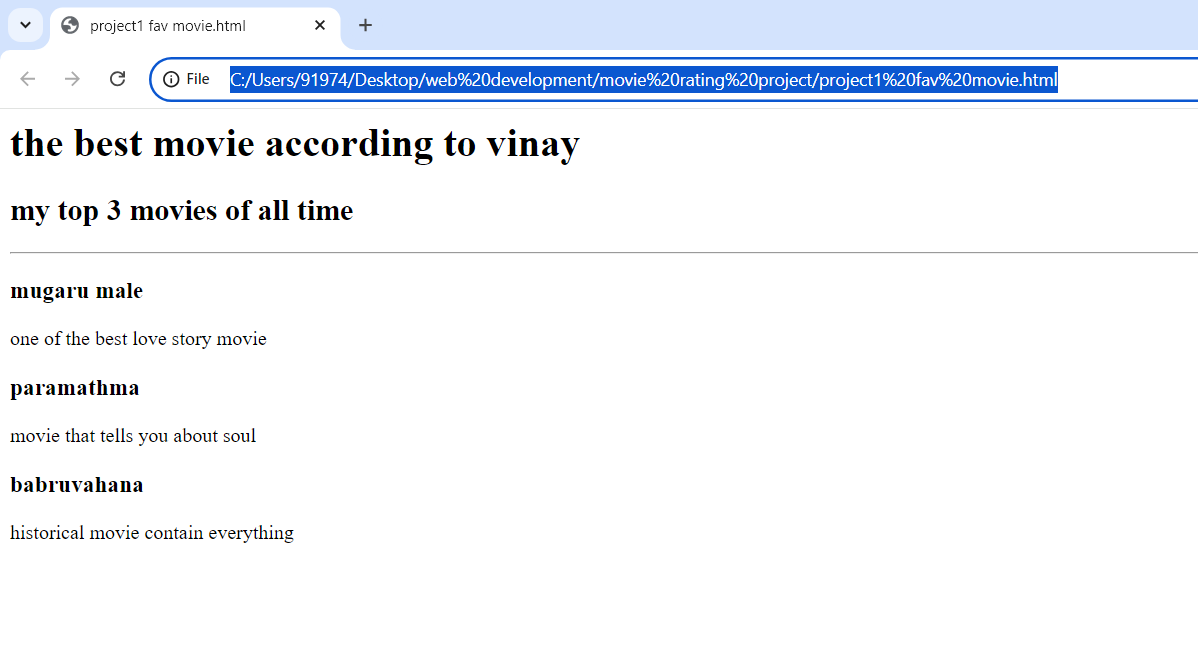 project1 fav movie.html
File C:/Users/91974/Desktop/web%20development/movie%20rating%20project/project1%20fav%20movie.html
the best movie according to vinay
my top 3 movies of all time
mugaru male
one of the best love story movie
paramathma
movie that tells you about soul
babruvahana
historical movie contain everything